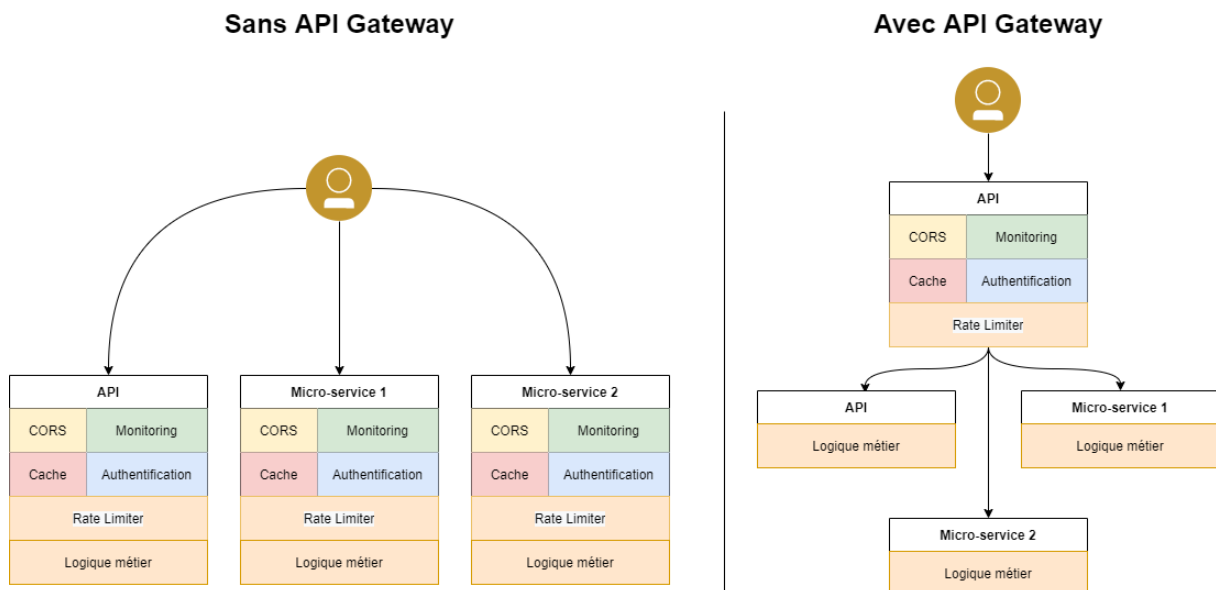 Sans API Gateway
API
Micro-service 1
Micro-service 2
CORS
Monitoring
CORS
Monitoring
CORS
Monitoring
Cache
Authentification
Cache
Authentification
Cache
Authentification
Rate Limiter
Rate Limiter
Rate Limiter
Logique métier
Logique métier
Logique métier
Avec API Gateway
API
CORS
Monitoring
Cache
Authentification
Rate Limiter
API
Logique métier
Micro-service 1
Logique métier
Micro-service 2
Logique métier